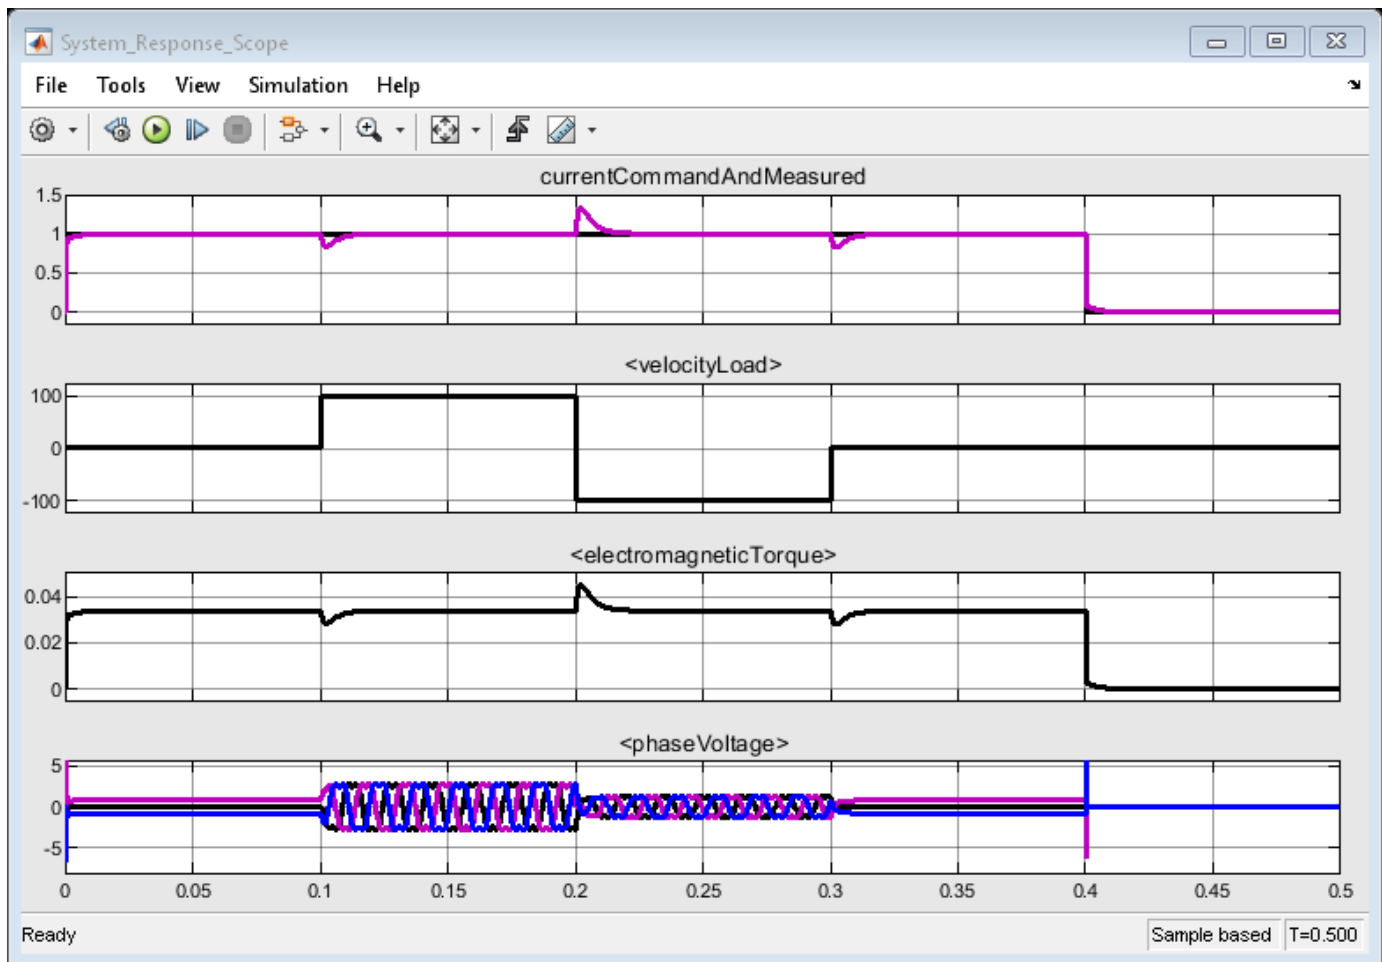 System_Response_Scope
File Tools View Simulation Help
currentCommandAndMeasured
1.5
1
0.5
0
<velocityLoad>
100
0
-100
<electromagneticTorque>
0.04
0.02
0
<phaseVoltage>
5
0
-5
0 0.05 0.1 0.15 0.2 0.25 0.3 0.35 0.4 0.45 0.5
Ready Sample based T=0.500